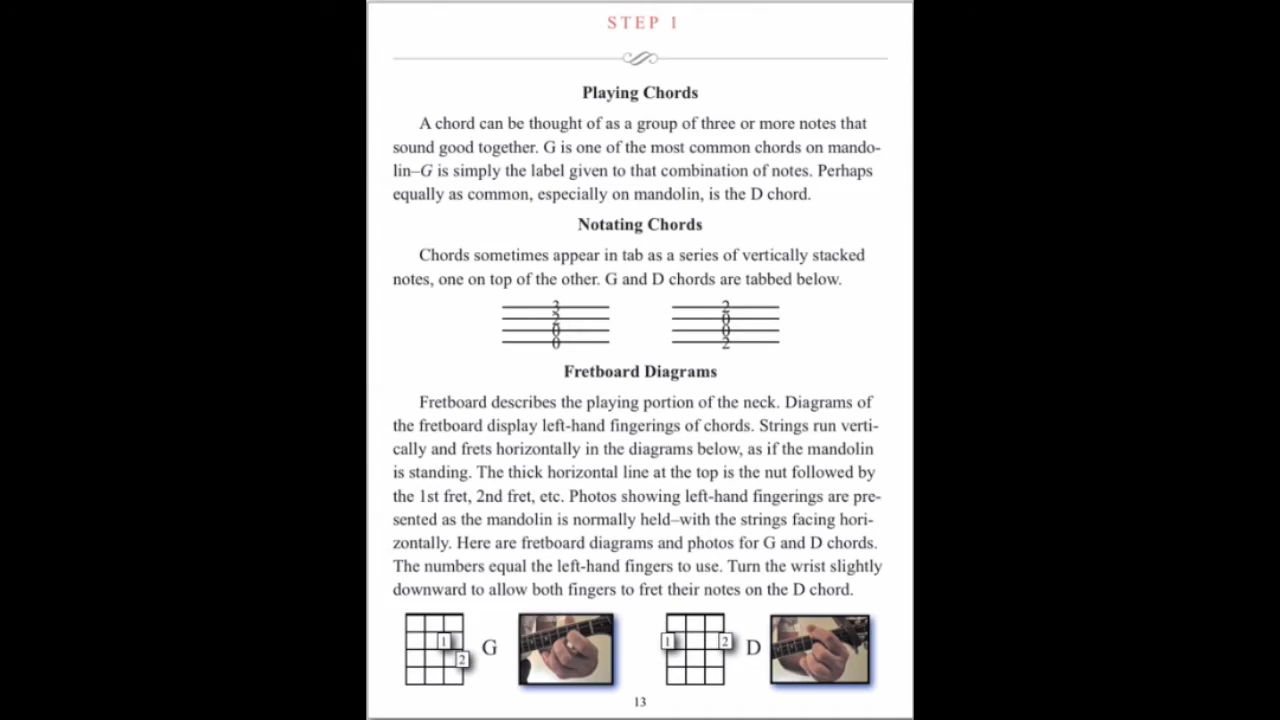 STEP 1
Playing Chords
A chord can be thought of as a group of three or more notes that
sound good together. G is one of the most common chords on mando-
lin–G is simply the label given to that combination of notes. Perhaps
equally as common, especially on mandolin, is the D chord.
Notating Chords
Chords sometimes appear in tab as a series of vertically stacked
notes, one on top of the other. G and D chords are tabbed below.
3 2
2 0
0 0
0 2
Fretboard Diagrams
Fretboard describes the playing portion of the neck. Diagrams of
the fretboard display left-hand fingerings of chords. Strings run verti-
cally and frets horizontally in the diagrams below, as if the mandolin
is standing. The thick horizontal line at the top is the nut followed by
the 1st fret, 2nd fret, etc. Photos showing left-hand fingerings are pre-
sented as the mandolin is normally held–with the strings facing hori-
zontally. Here are fretboard diagrams and photos for G and D chords.
The numbers equal the left-hand fingers to use. Turn the wrist slightly
downward to allow both fingers to fret their notes on the D chord.
1 2 G 1 2 D
13